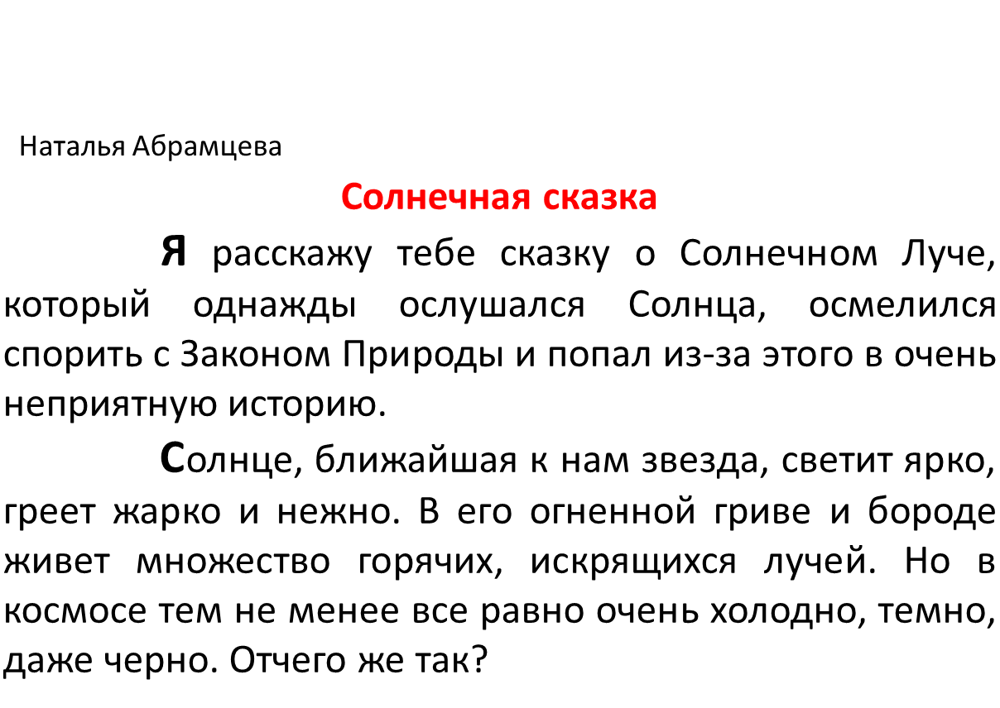 Наталья Абрамцева
Солнечная сказка
Я расскажу тебе сказку о Солнечном Луче,
который однажды ослушался Солнца, осмелился
спорить с Законом Природы и попал из-за этого в очень
неприятную историю.
Солнце, ближайшая к нам звезда, светит ярко,
греет жарко и нежно. В его огненной гриве и бороде
живет множество горячих, искрящихся лучей. Но в
космосе тем не менее все равно очень холодно, темно,
даже черно. Отчего же так?